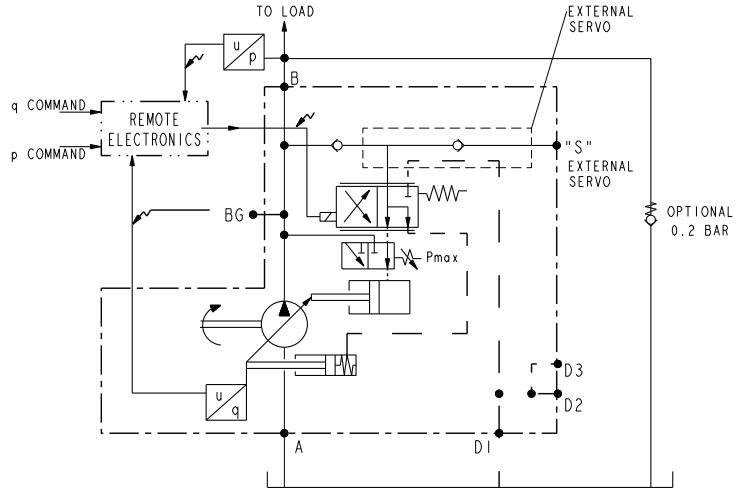 TO LOAD
EXTERNAL
SERVO
u
p
B
q COMMAND
REMOTE
ELECTRONICS
p COMMAND
"S"
EXTERNAL
SERVO
BG
OPTIONAL
0.2 BAR
Pmax
D3
u
q
D2
A
D1